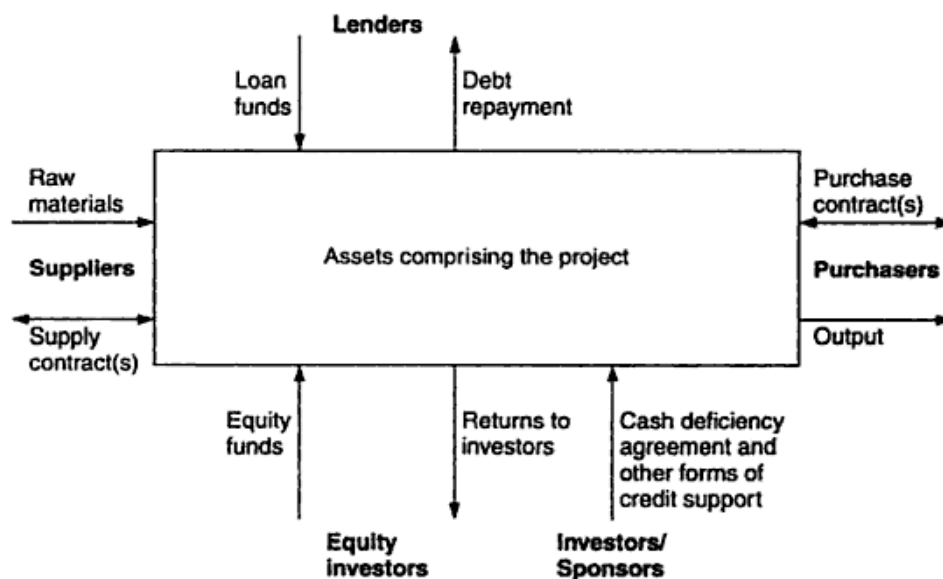 Lenders
Loan
funds
Debt
repayment
Raw
materials
Purchase
contract(s)
Assets comprising the project
Suppliers
Purchasers
Supply
contract(s)
Output
Equity
funds
Returns to
investors
Cash deficiency
agreement and
other forms of
credit support
Equity
investors
Investors/
Sponsors